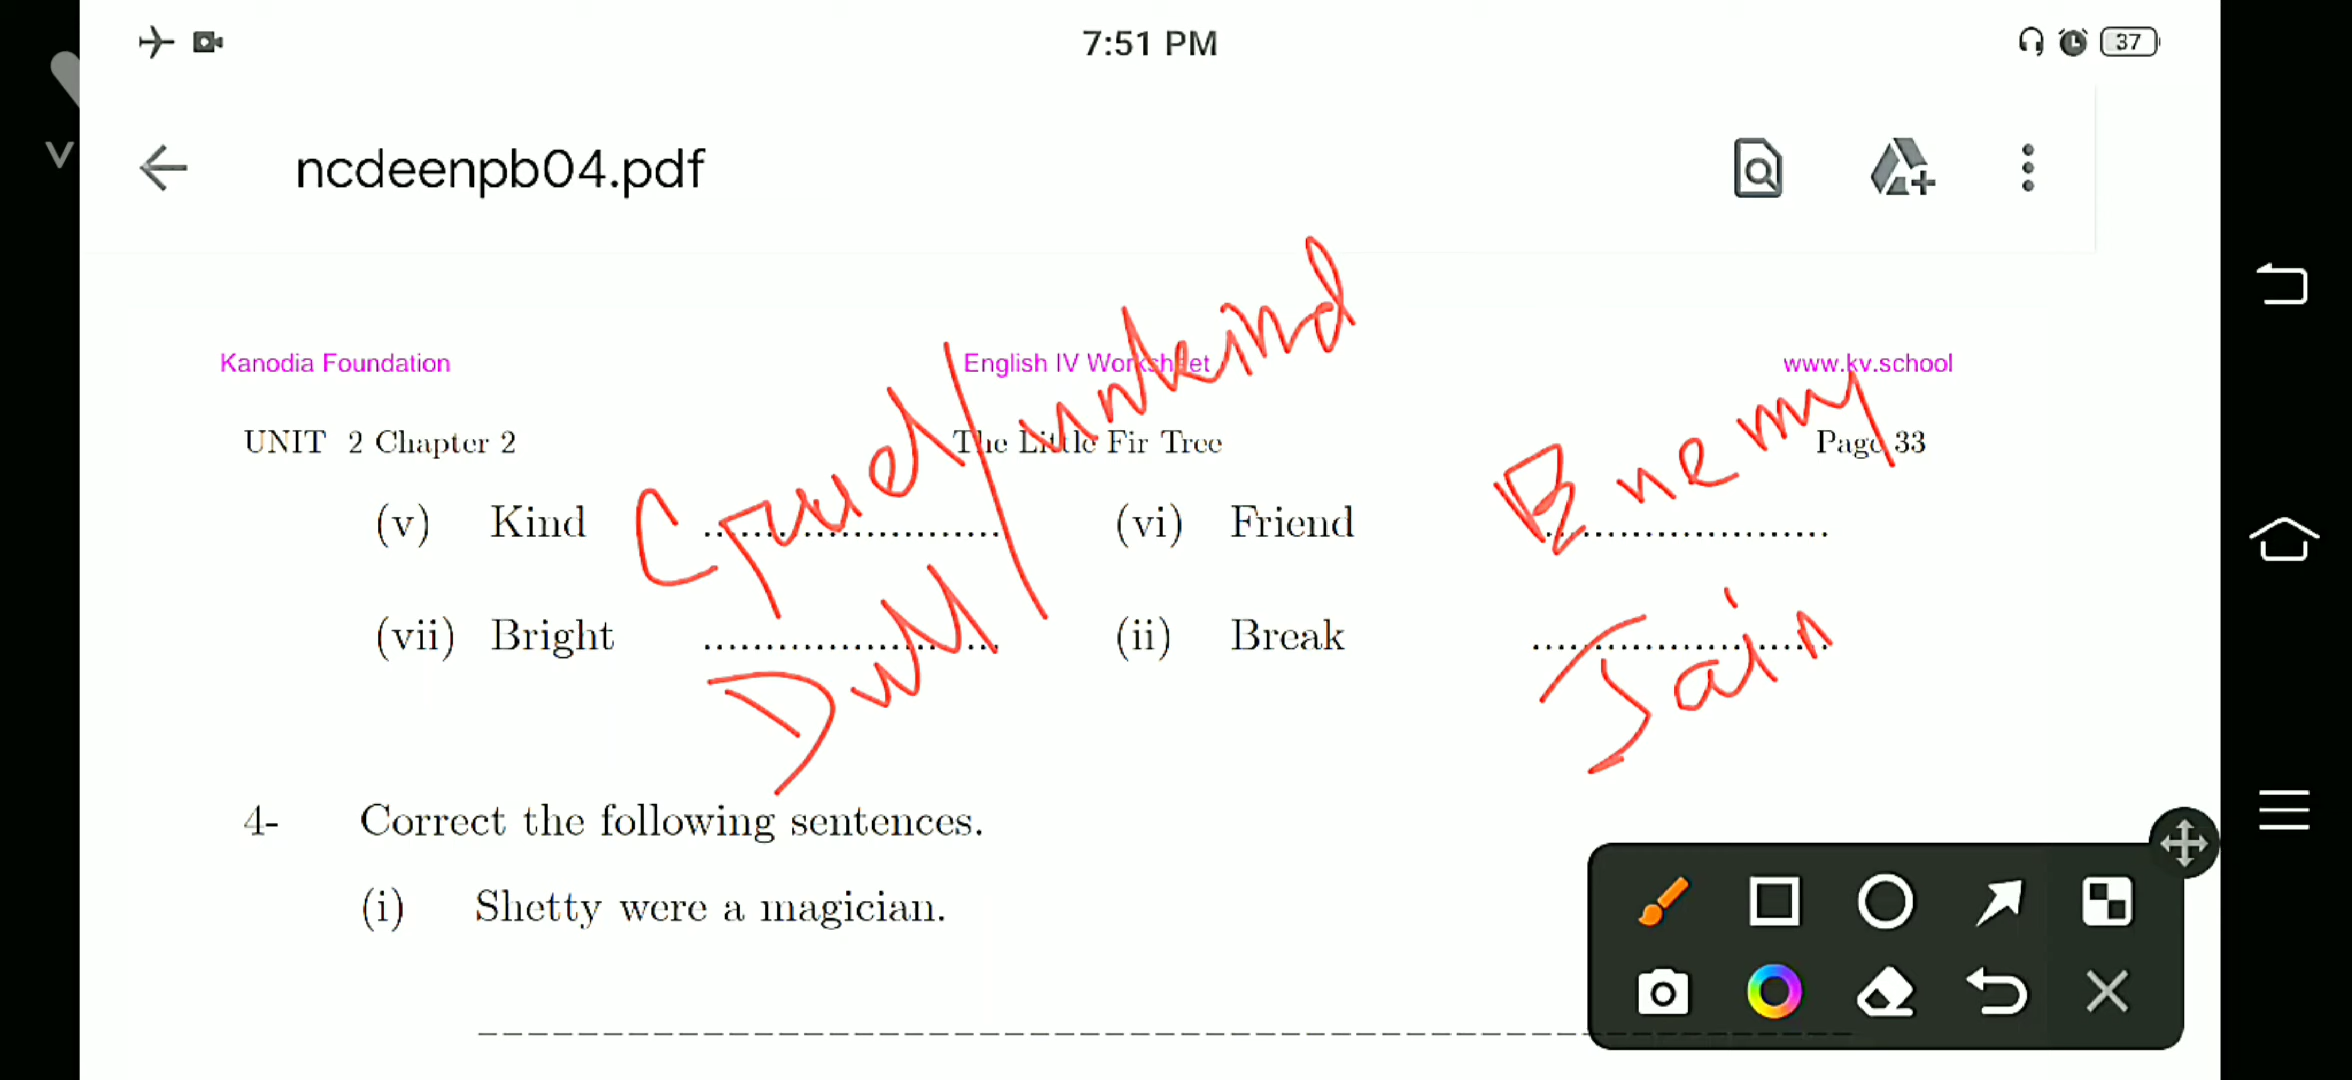 7:51 PM
37
V
ncdeenpb04.pdf
Kanodia Foundation English IV Worksheet www.kv.school
UNIT 2 Chapter 2 The Little Fir Tree Page 33
(v) Kind Cruel/unkind (vi) Friend Enemy
(vii) Bright Dull (ii) Break Join
4- Correct the following sentences.
(i) Shetty were a magician.